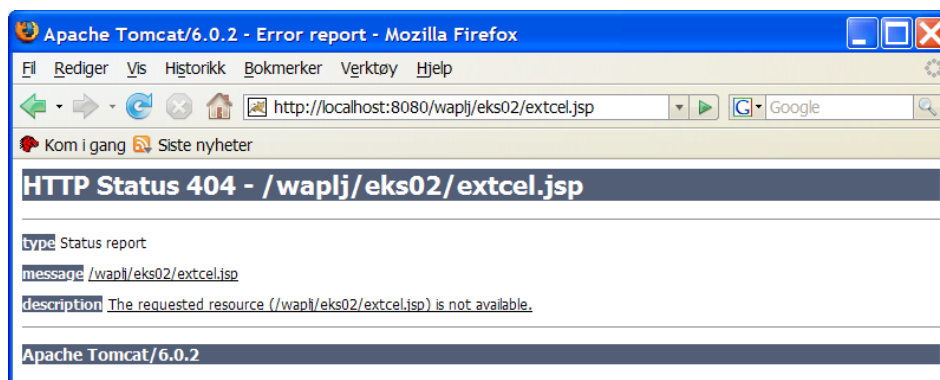 Apache Tomcat/6.0.2 - Error report - Mozilla Firefox
Fil Rediger Vis Historikk Bokmerker Verktøy Hjelp
http://localhost:8080/waplj/eks02/extcel.jsp G Google
Kom i gang Siste nyheter
HTTP Status 404 - /waplj/eks02/extcel.jsp
type Status report
message /waplj/eks02/extcel.jsp
description The requested resource (/waplj/eks02/extcel.jsp) is not available.
Apache Tomcat/6.0.2